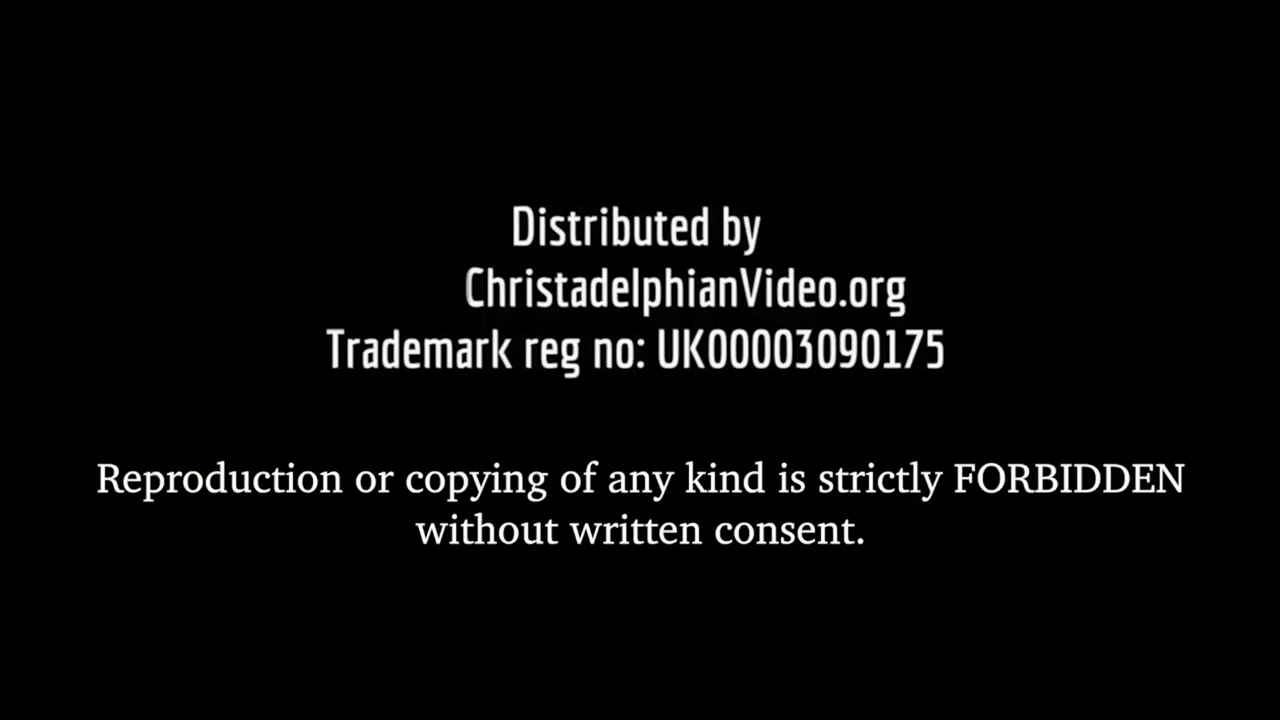 Distributed by
ChristadelphianVideo.org
Trademark reg no: UK00003090175
Reproduction or copying of any kind is strictly FORBIDDEN
without written consent.